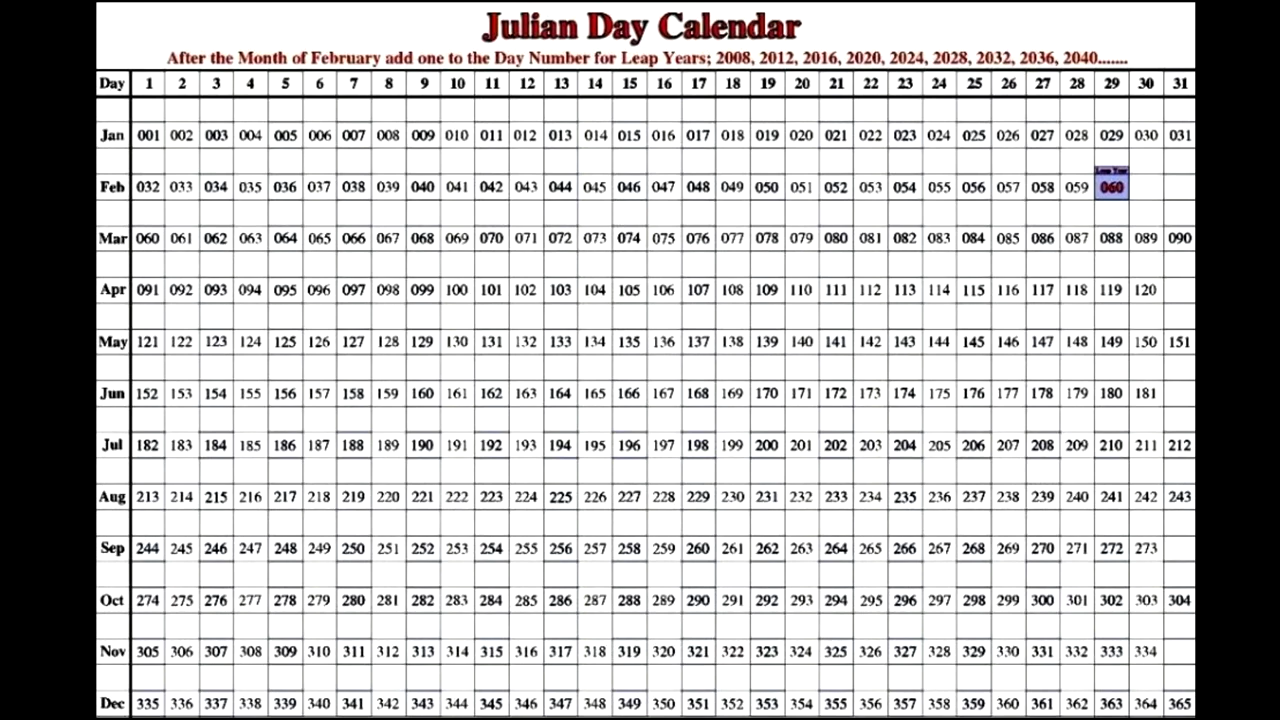 Julian Day Calendar
After the Month of February add one to the Day Number for Leap Years; 2008, 2012, 2016, 2020, 2024, 2028, 2032, 2036, 2040.......
Day 1 2 3 4 5 6 7 8 9 10 11 12 13 14 15 16 17 18 19 20 21 22 23 24 25 26 27 28 29 30 31
Jan 001 002 003 004 005 006 007 008 009 010 011 012 013 014 015 016 017 018 019 020 021 022 023 024 025 026 027 028 029 030 031
Leap Year
Feb 032 033 034 035 036 037 038 039 040 041 042 043 044 045 046 047 048 049 050 051 052 053 054 055 056 057 058 059 060
Mar 060 061 062 063 064 065 066 067 068 069 070 071 072 073 074 075 076 077 078 079 080 081 082 083 084 085 086 087 088 089 090
Apr 091 092 093 094 095 096 097 098 099 100 101 102 103 104 105 106 107 108 109 110 111 112 113 114 115 116 117 118 119 120
May 121 122 123 124 125 126 127 128 129 130 131 132 133 134 135 136 137 138 139 140 141 142 143 144 145 146 147 148 149 150 151
Jun 152 153 154 155 156 157 158 159 160 161 162 163 164 165 166 167 168 169 170 171 172 173 174 175 176 177 178 179 180 181
Jul 182 183 184 185 186 187 188 189 190 191 192 193 194 195 196 197 198 199 200 201 202 203 204 205 206 207 208 209 210 211 212
Aug 213 214 215 216 217 218 219 220 221 222 223 224 225 226 227 228 229 230 231 232 233 234 235 236 237 238 239 240 241 242 243
Sep 244 245 246 247 248 249 250 251 252 253 254 255 256 257 258 259 260 261 262 263 264 265 266 267 268 269 270 271 272 273
Oct 274 275 276 277 278 279 280 281 282 283 284 285 286 287 288 289 290 291 292 293 294 295 296 297 298 299 300 301 302 303 304
Nov 305 306 307 308 309 310 311 312 313 314 315 316 317 318 319 320 321 322 323 324 325 326 327 328 329 330 331 332 333 334
Dec 335 336 337 338 339 340 341 342 343 344 345 346 347 348 349 350 351 352 353 354 355 356 357 358 359 360 361 362 363 364 365